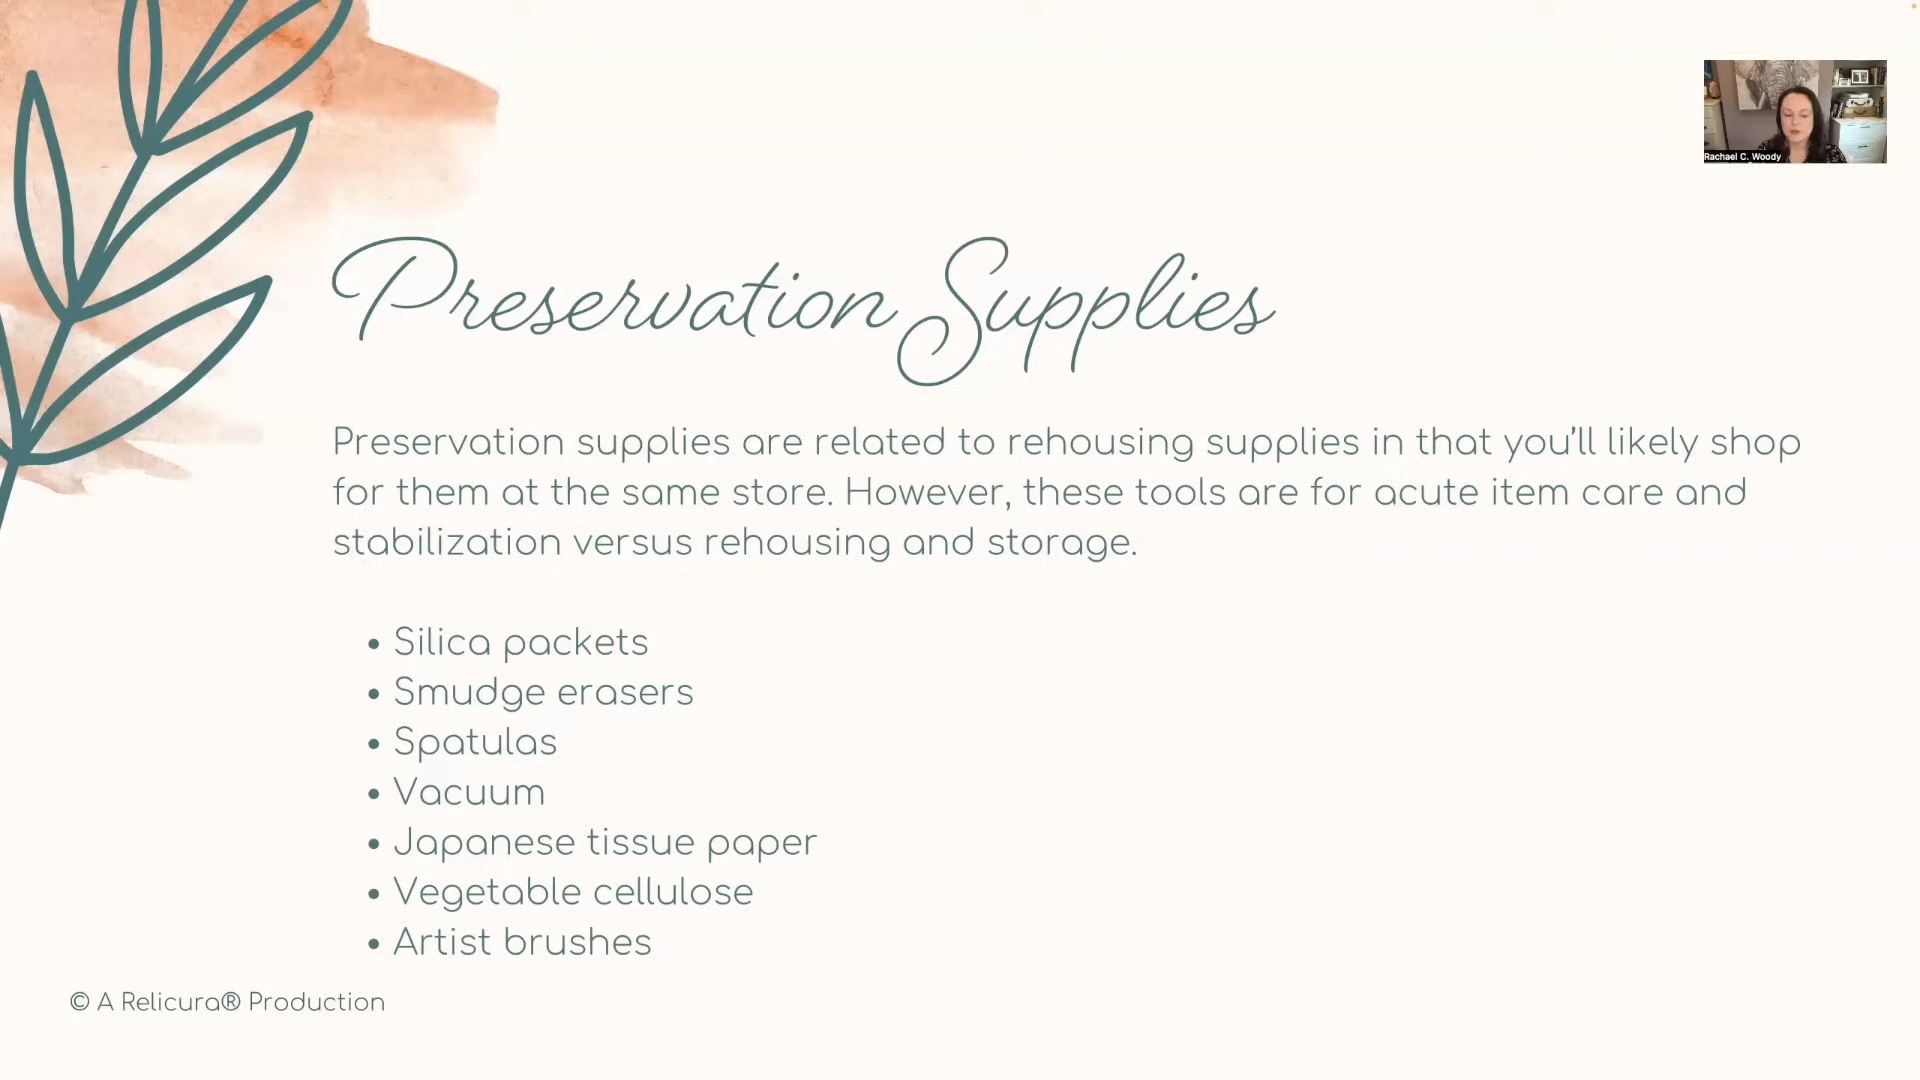 Rachael C. Woody
Preservation Supplies
Preservation supplies are related to rehousing supplies in that you'll likely shop
for them at the same store. However, these tools are for acute item care and
stabilization versus rehousing and storage.
• Silica packets
• Smudge erasers
• Spatulas
• Vacuum
• Japanese tissue paper
• Vegetable cellulose
• Artist brushes
© A Relicura® Production